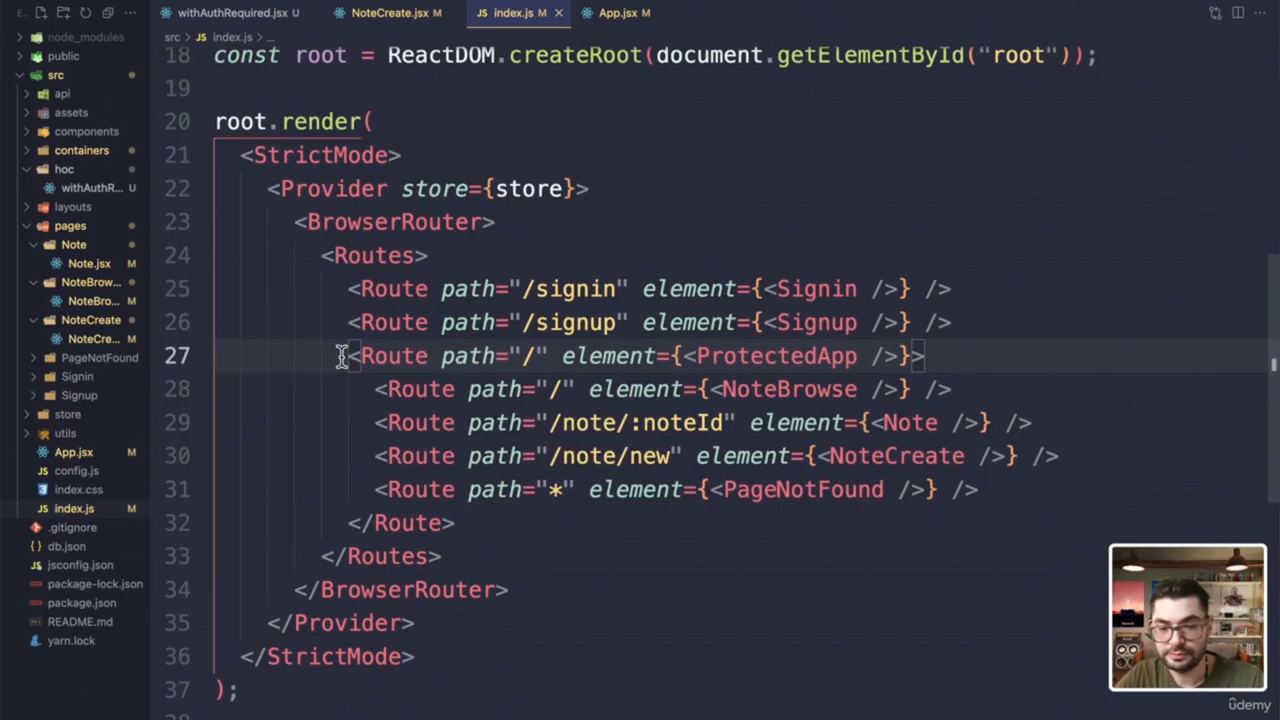 E...
withAuthRequired.jsx U
NoteCreate.jsx M
index.js M
App.jsx M
src > index.js > ...
node_modules
public
src
api
assets
components
containers
hoc
withAuthR... U
layouts
pages
Note
Note.jsx M
NoteBrow...
NoteBro... M
NoteCreate
NoteCre... M
PageNotFound
Signin
Signup
store
utils
App.jsx M
config.js
index.css
index.js M
.gitignore
db.json
jsconfig.json
package-lock.json
package.json
README.md
yarn.lock
18 const root = ReactDOM.createRoot(document.getElementById("root"));
19
20 root.render(
21 <StrictMode>
22 <Provider store={store}>
23 <BrowserRouter>
24 <Routes>
25 <Route path="/signin" element={<Signin />} />
26 <Route path="/signup" element={<Signup />} />
27 <Route path="/" element={<ProtectedApp />}>
28 <Route path="/" element={<NoteBrowse />} />
29 <Route path="/note/:noteId" element={<Note />} />
30 <Route path="/note/new" element={<NoteCreate />} />
31 <Route path="*" element={<PageNotFound />} />
32 </Route>
33 </Routes>
34 </BrowserRouter>
35 </Provider>
36 </StrictMode>
37 );
ûdemy